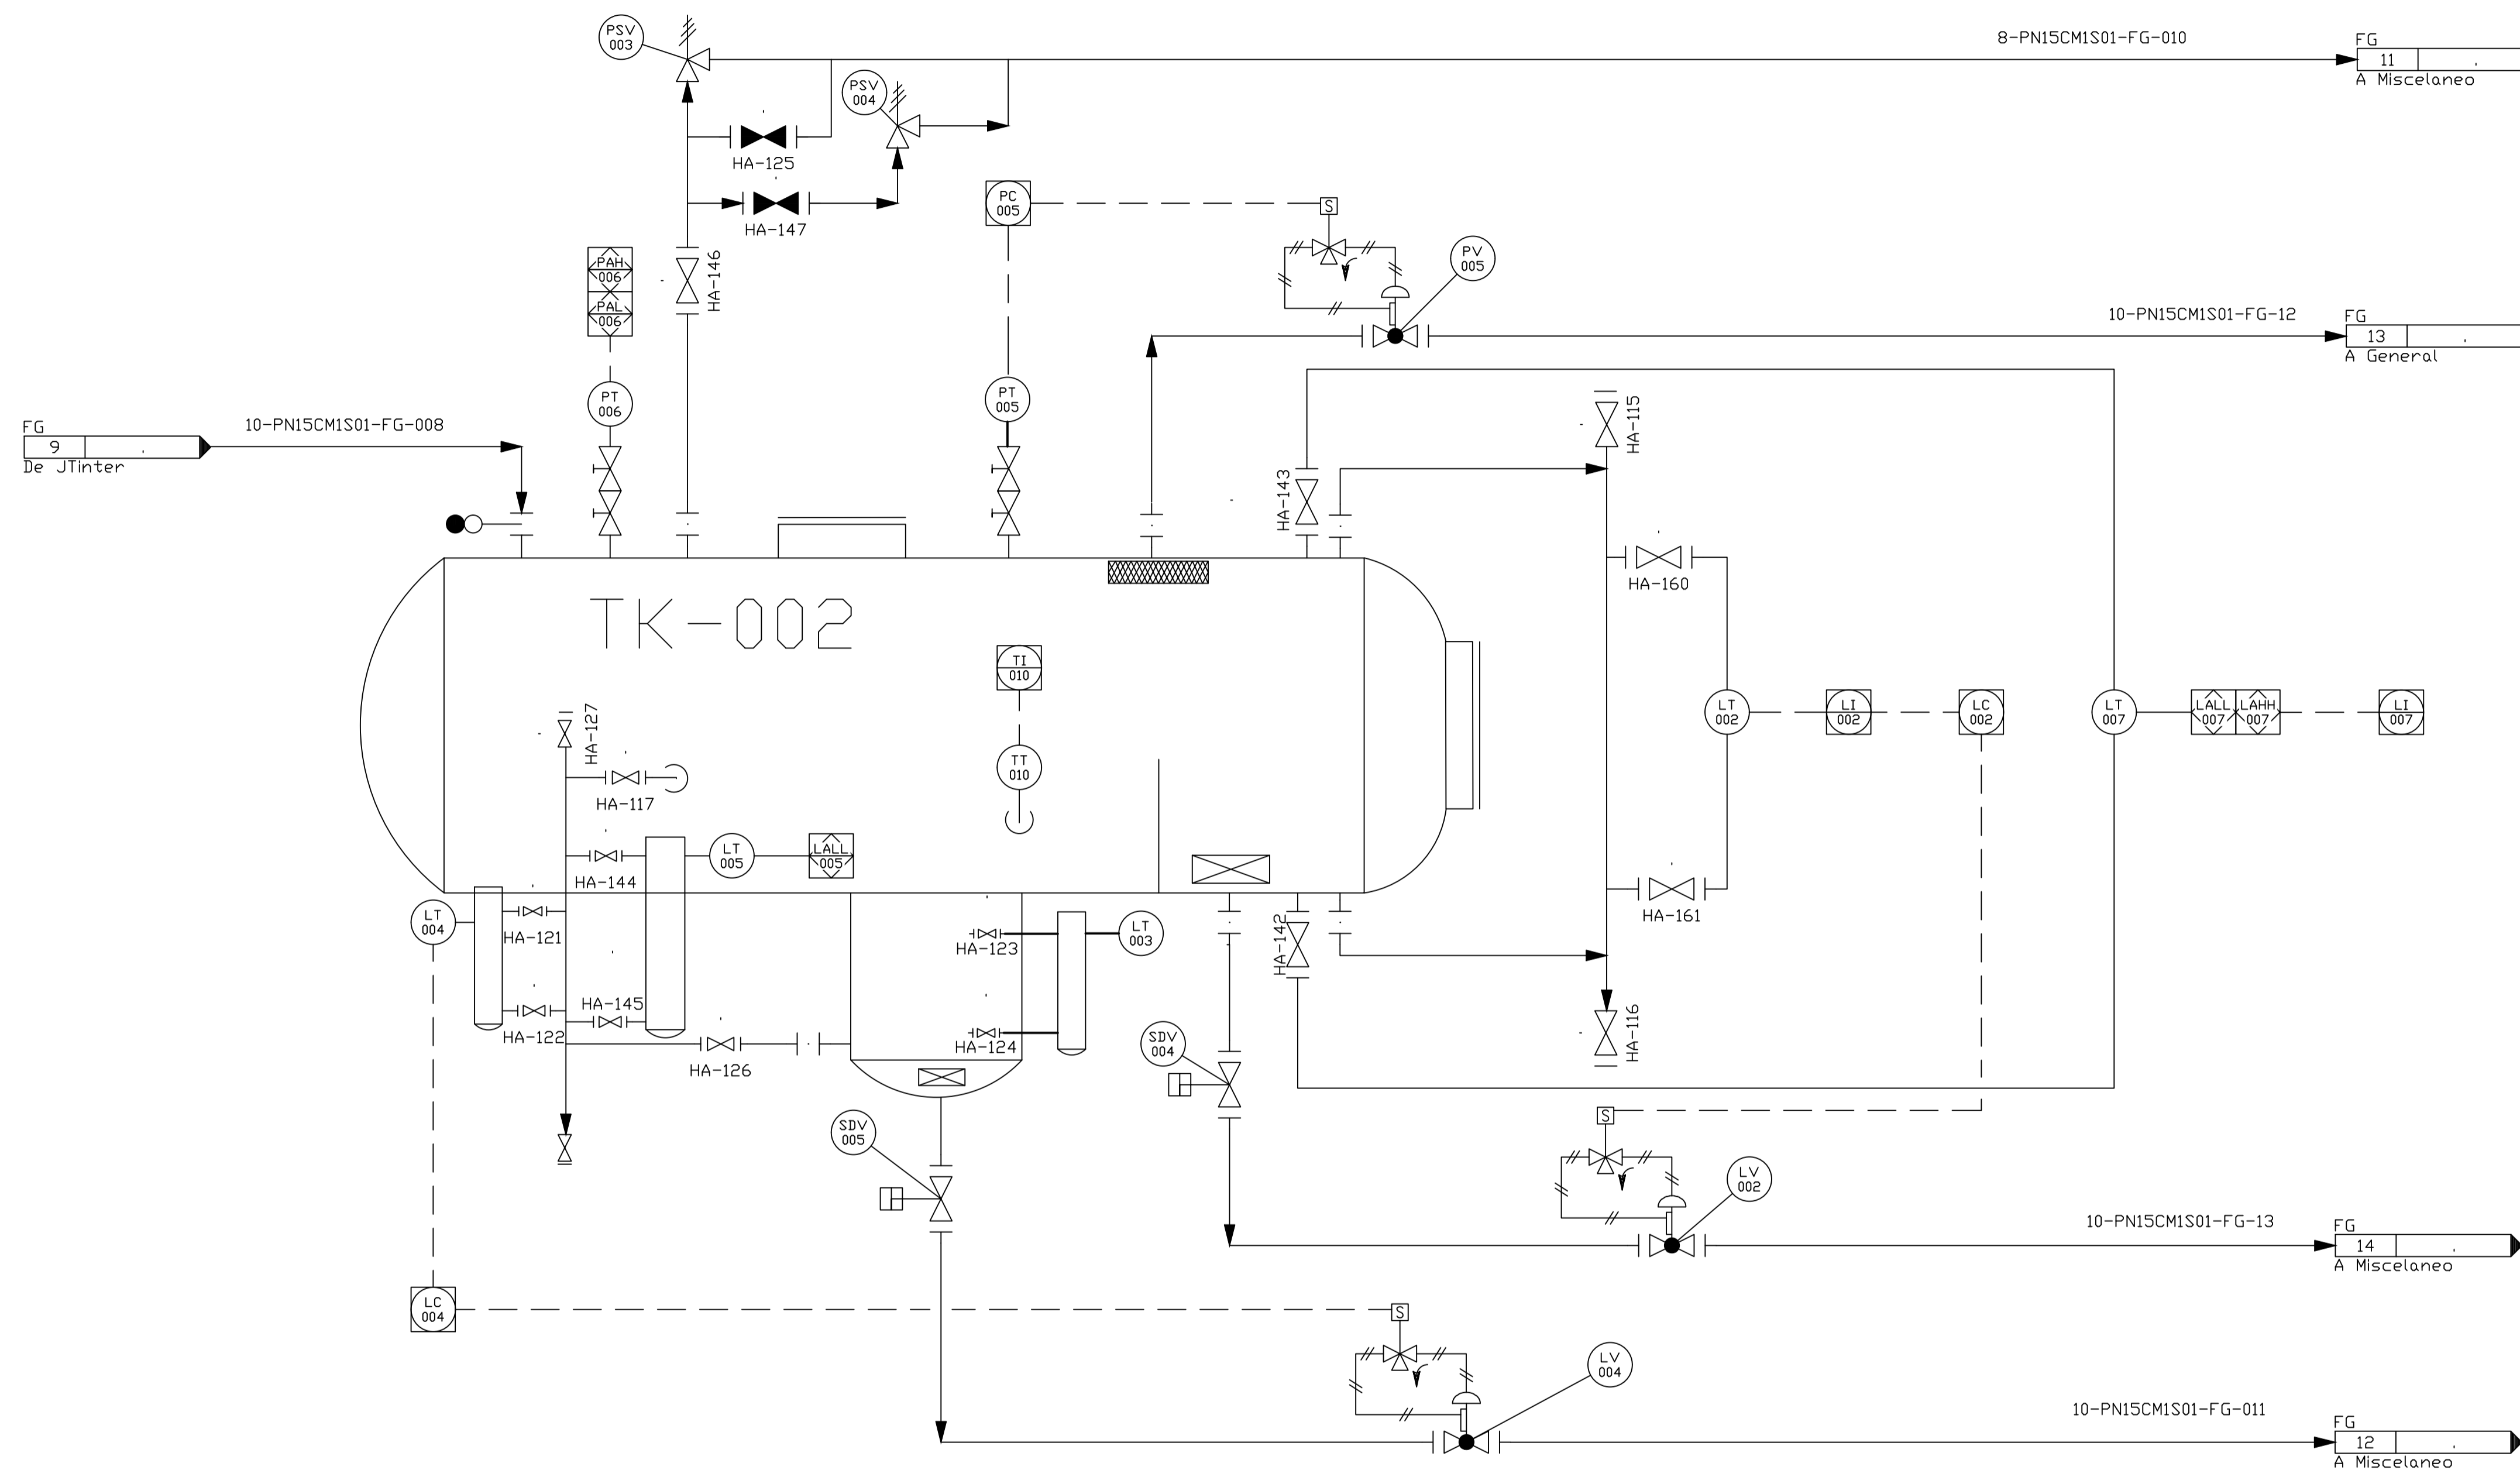 PSV
003
8-PN15CM1S01-FG-010
FG
11
A Miscelaneo
PSV
004
HA-125
HA-147
PC
005
S
PAH
006
PAL
006
HA-146
PV
005
10-PN15CM1S01-FG-12
FG
13
A General
PT
006
PT
005
HA-115
FG
9
De JTinter
10-PN15CM1S01-FG-008
HA-143
HA-160
TK-002
TI
010
HA-127
LT
002
LI
002
LC
002
LT
007
LALL
007
LAHH
007
LI
007
TT
010
HA-117
LT
005
LALL
005
HA-144
LT
004
HA-121
HA-123
LT
003
HA-142
HA-161
HA-145
HA-122
HA-124
HA-116
SDV
004
HA-126
SDV
005
S
LV
002
10-PN15CM1S01-FG-13
FG
14
A Miscelaneo
LC
004
S
LV
004
10-PN15CM1S01-FG-011
FG
12
A Miscelaneo